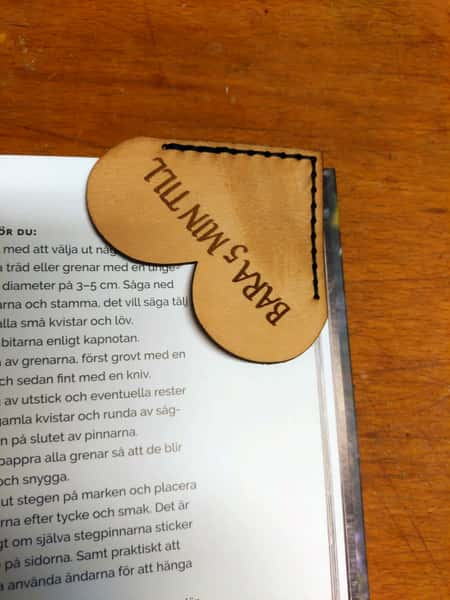 BARA 5 MIN TILL
ÖR DU:
med att välja ut någ
träd eller grenar med en unge-
diameter på 3–5 cm. Såga ned
arna och stamma, det vill säga tälj
alla små kvistar och löv.
bitarna enligt kapnotan.
av grenarna, först grovt med en
ch sedan fint med en kniv.
av utstick och eventuella rester
gamla kvistar och runda av såg-
n på slutet av pinnarna.
pappra alla grenar så att de blir
och snygga.
ut stegen på marken och placera
rna efter tycke och smak. Det är
gt om själva stegpinnarna sticker
på sidorna. Samt praktiskt att
a använda ändarna för att hänga